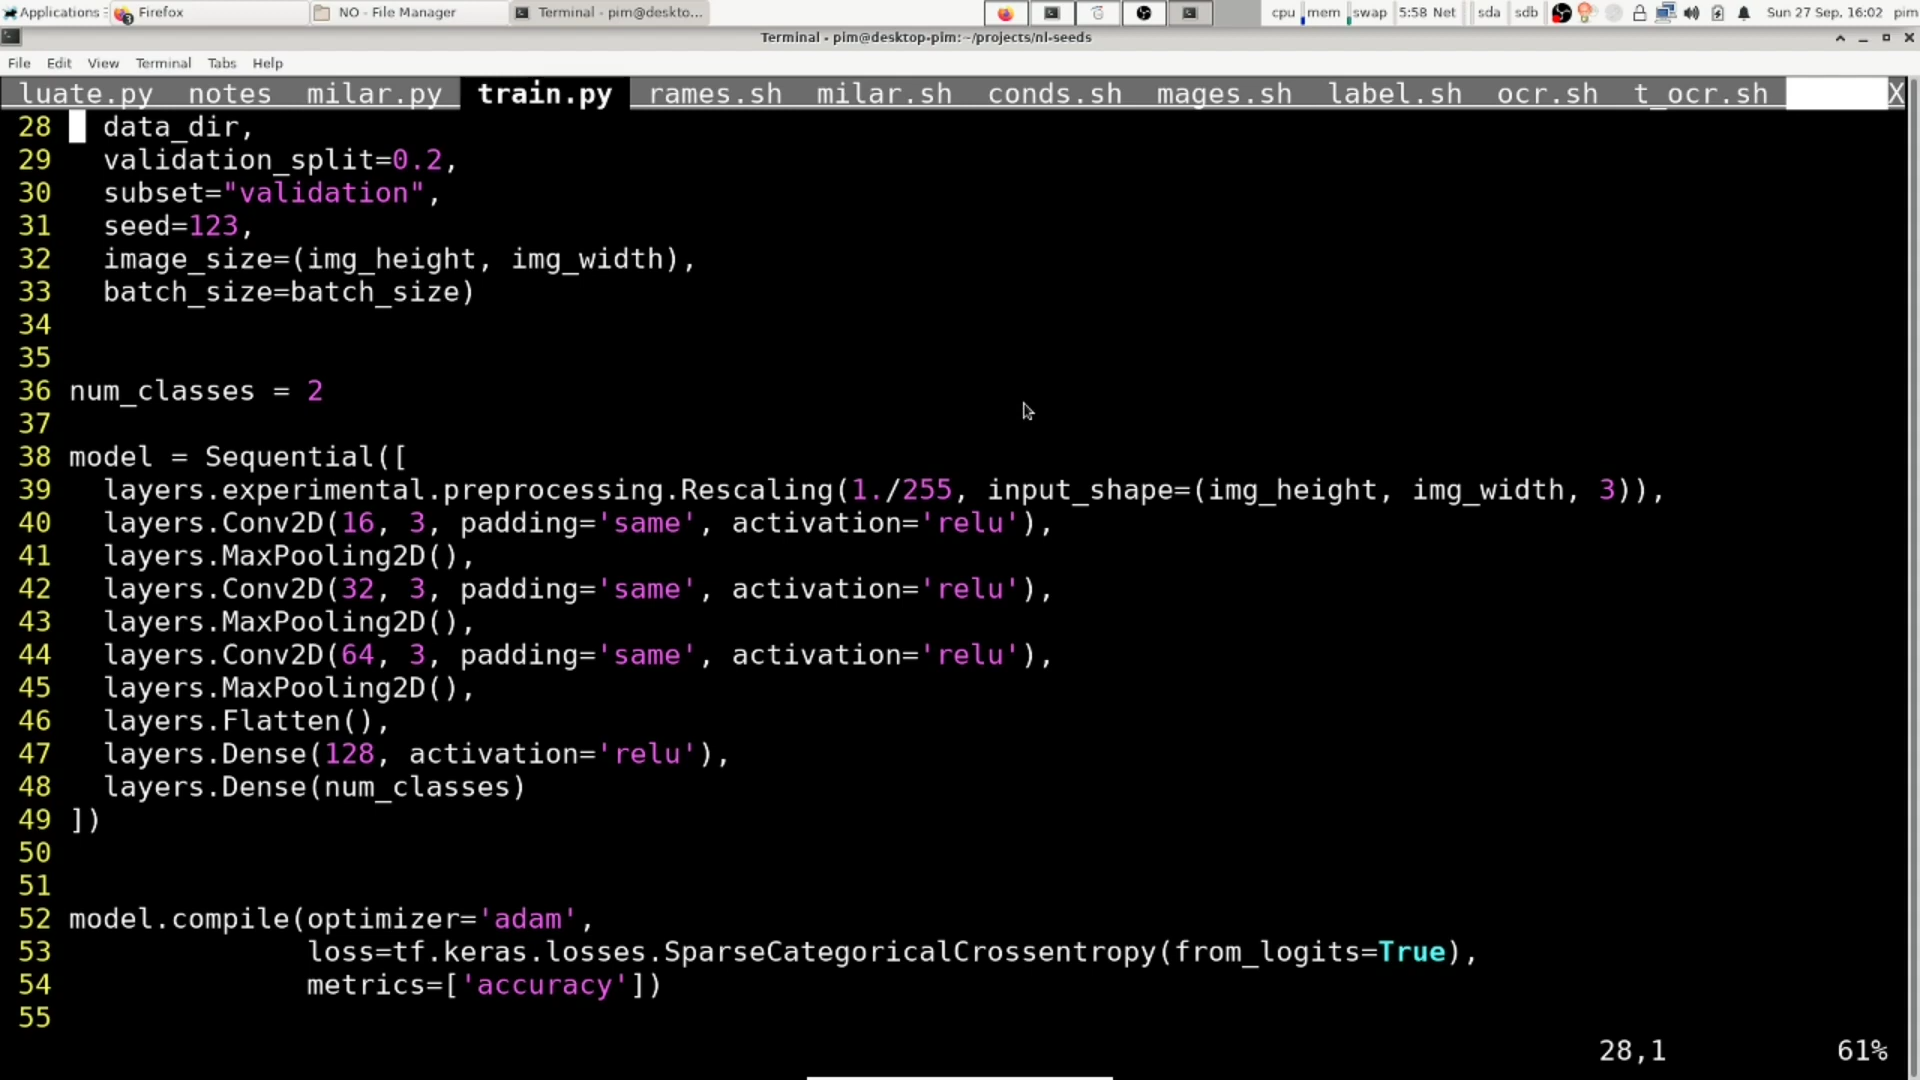 Applications Firefox NO - File Manager Terminal - pim@deskto... cpu mem swap 5:58 Net sda sdb Sun 27 Sep, 16:02 pim
Terminal - pim@desktop-pim:~/projects/nl-seeds
File Edit View Terminal Tabs Help
luate.py notes milar.py train.py rames.sh milar.sh conds.sh mages.sh label.sh ocr.sh t_ocr.sh X
28 data_dir,
29 validation_split=0.2,
30 subset="validation",
31 seed=123,
32 image_size=(img_height, img_width),
33 batch_size=batch_size)
34
35
36 num_classes = 2
37
38 model = Sequential([
39 layers.experimental.preprocessing.Rescaling(1./255, input_shape=(img_height, img_width, 3)),
40 layers.Conv2D(16, 3, padding='same', activation='relu'),
41 layers.MaxPooling2D(),
42 layers.Conv2D(32, 3, padding='same', activation='relu'),
43 layers.MaxPooling2D(),
44 layers.Conv2D(64, 3, padding='same', activation='relu'),
45 layers.MaxPooling2D(),
46 layers.Flatten(),
47 layers.Dense(128, activation='relu'),
48 layers.Dense(num_classes)
49 ])
50
51
52 model.compile(optimizer='adam',
53 loss=tf.keras.losses.SparseCategoricalCrossentropy(from_logits=True),
54 metrics=['accuracy'])
55
28,1 61%